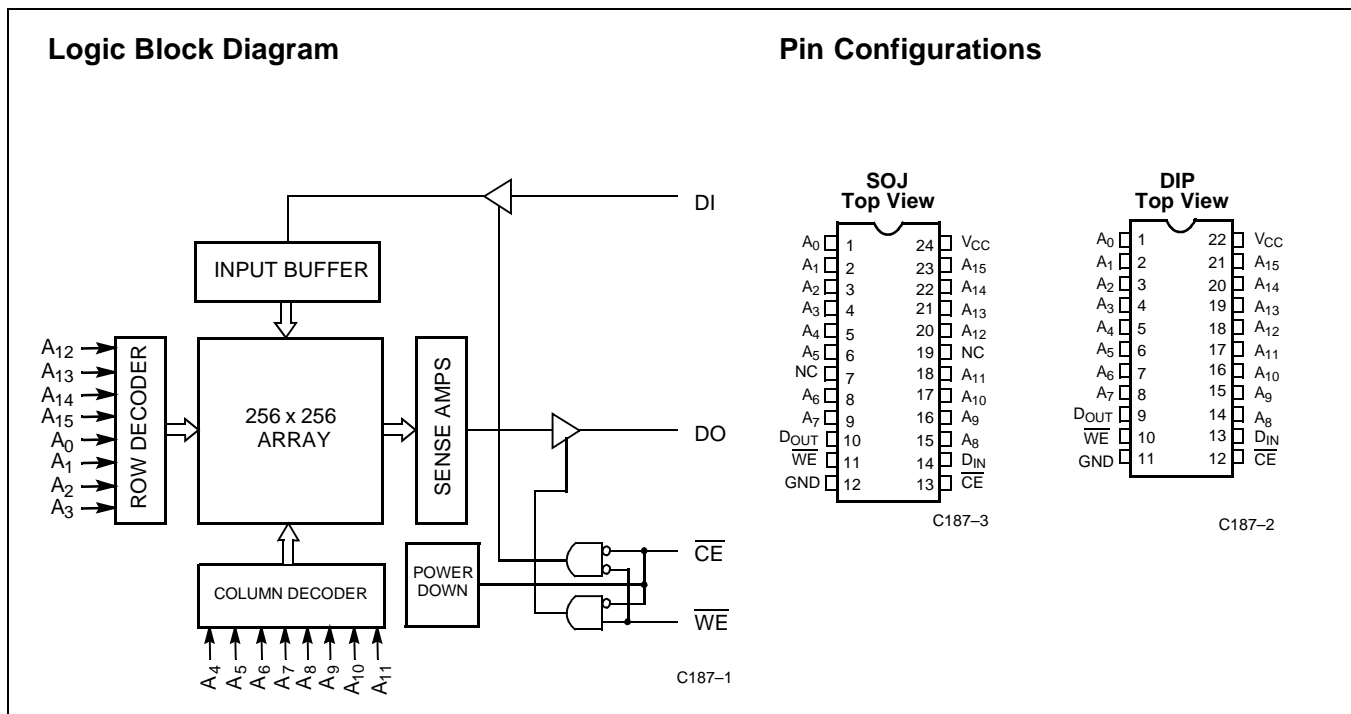 Logic Block Diagram
DI
INPUT BUFFER
A12
A13
A14
A15
A0
A1
A2
A3
ROW DECODER
256 x 256
ARRAY
SENSE AMPS
DO
COLUMN DECODER
A4
A5
A6
A7
A8
A9
A10
A11
POWER
DOWN
CE
WE
C187–1
Pin Configurations
SOJ
Top View
A0 1 24 VCC
A1 2 23 A15
A2 3 22 A14
A3 4 21 A13
A4 5 20 A12
A5 6 19 NC
NC 7 18 A11
A6 8 17 A10
A7 9 16 A9
DOUT 10 15 A8
WE 11 14 DIN
GND 12 13 CE
C187–3
DIP
Top View
A0 1 22 VCC
A1 2 21 A15
A2 3 20 A14
A3 4 19 A13
A4 5 18 A12
A5 6 17 A11
A6 7 16 A10
A7 8 15 A9
DOUT 9 14 A8
WE 10 13 DIN
GND 11 12 CE
C187–2